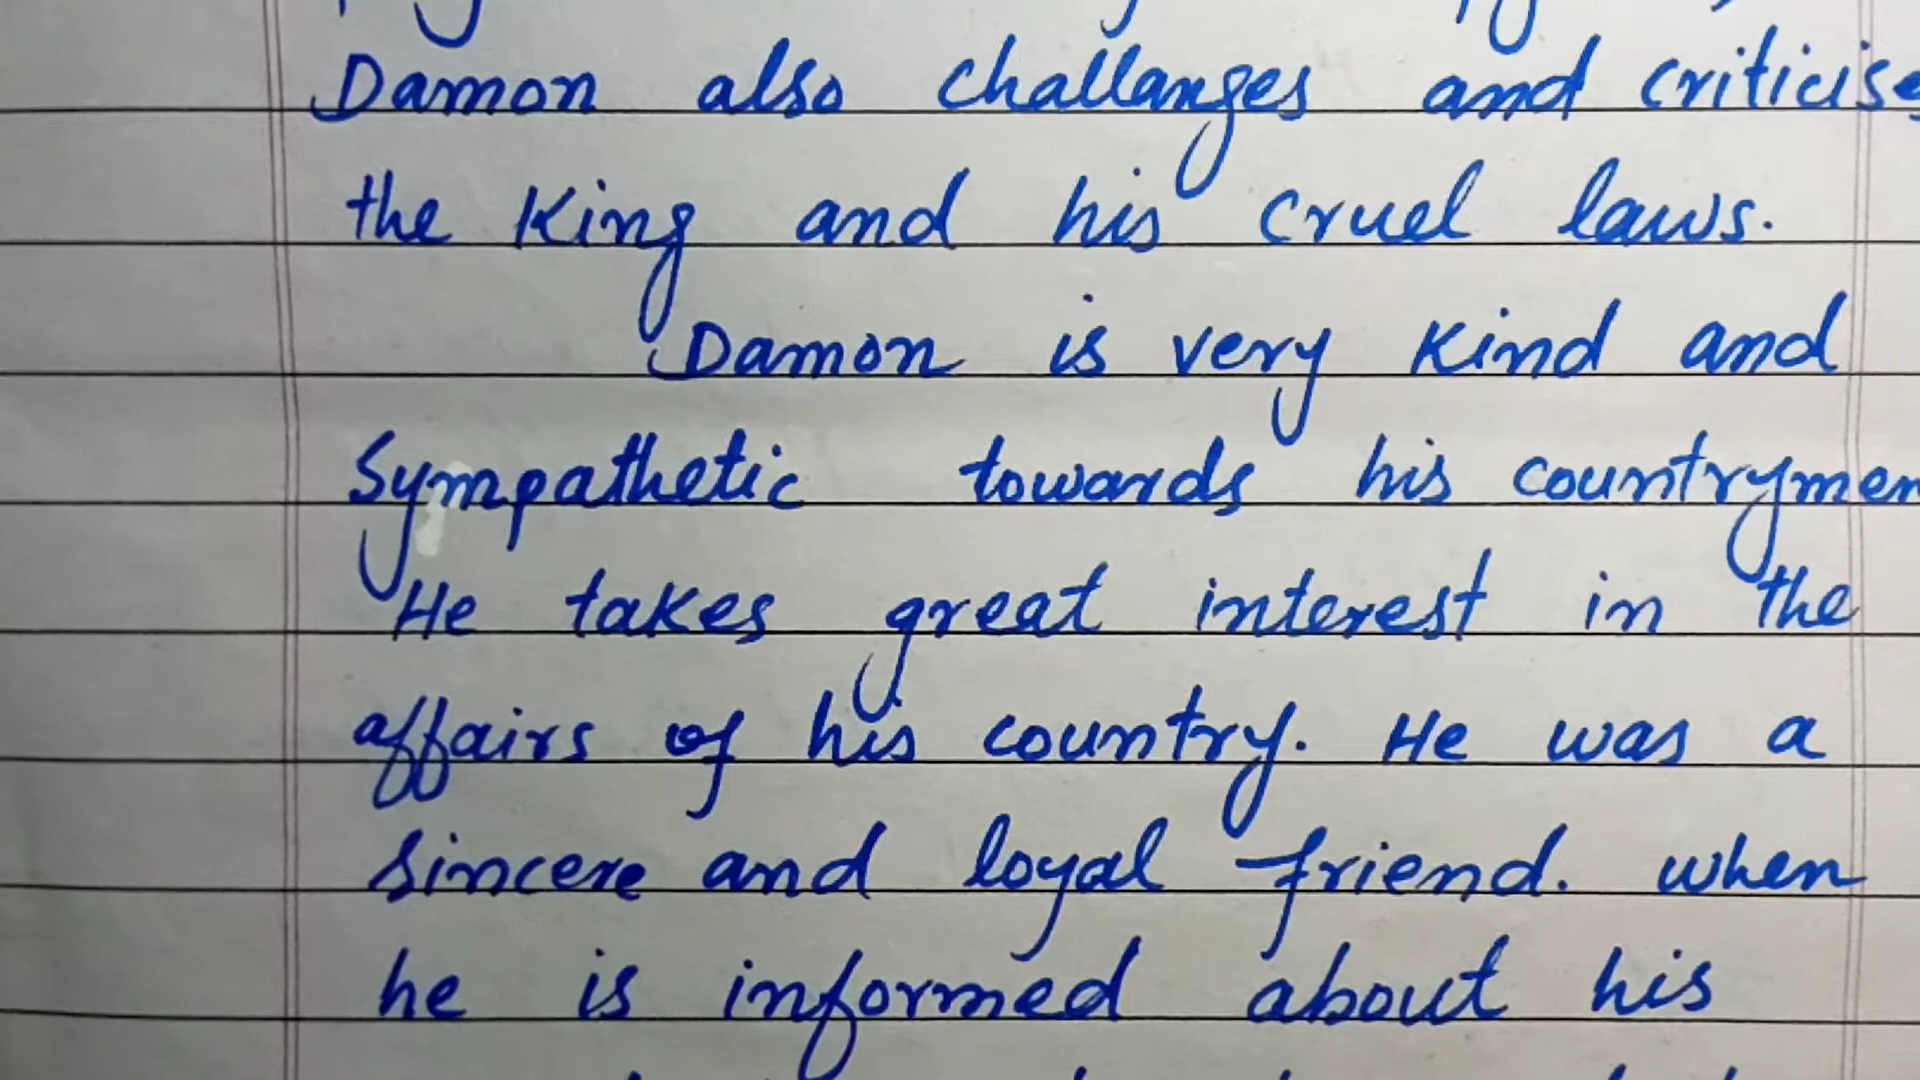 Damon also challanges and criticises
the King and his cruel laws.
Damon is very Kind and
Sympathetic towards his countrymen
He takes great interest in the
affairs of his country. He was a
sincere and loyal friend. when
he is informed about his